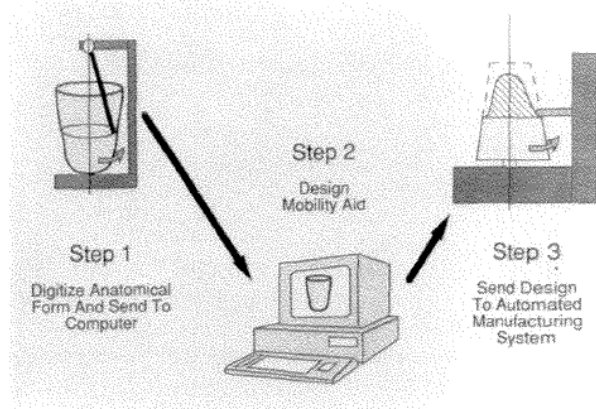 Step 1
Digitize Anatomical
Form And Send To
Computer
Step 2
Design
Mobility Aid
Step 3
Send Design
To Automated
Manufacturing
System